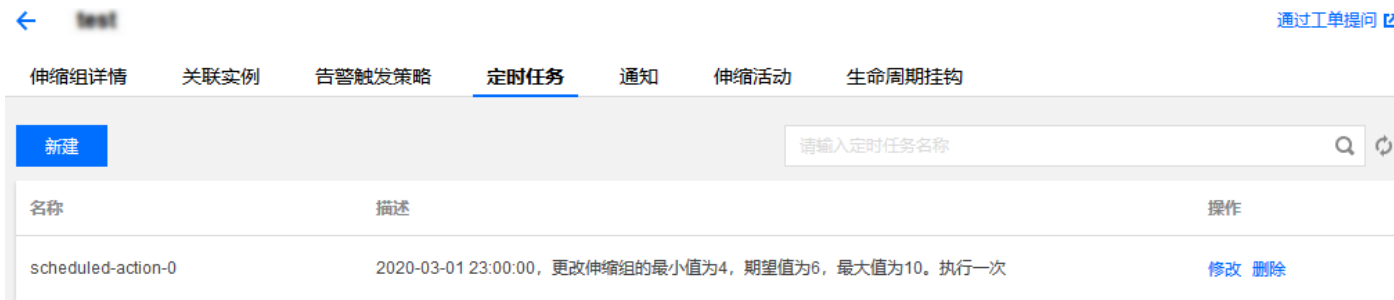 test
通过工单提问
伸缩组详情 关联实例 告警触发策略 定时任务 通知 伸缩活动 生命周期挂钩
新建
请输入定时任务名称
名称 描述 操作
scheduled-action-0 2020-03-01 23:00:00，更改伸缩组的最小值为4，期望值为6，最大值为10。执行一次 修改 删除